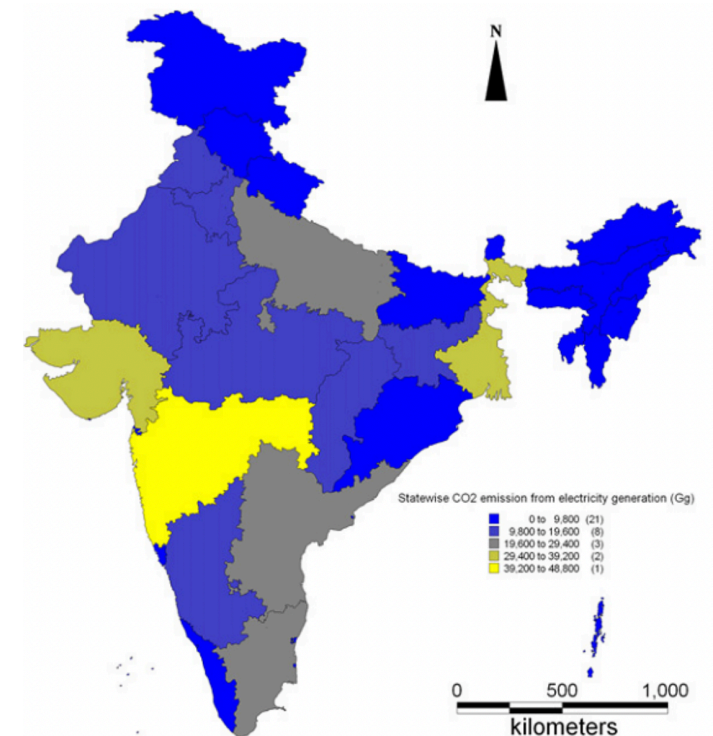 N
Statewise CO2 emission from electricity generation (Gg)
0 to 9,800 (21)
9,800 to 19,600 (8)
19,600 to 29,400 (3)
29,400 to 39,200 (2)
39,200 to 48,800 (1)
0 500 1,000
kilometers